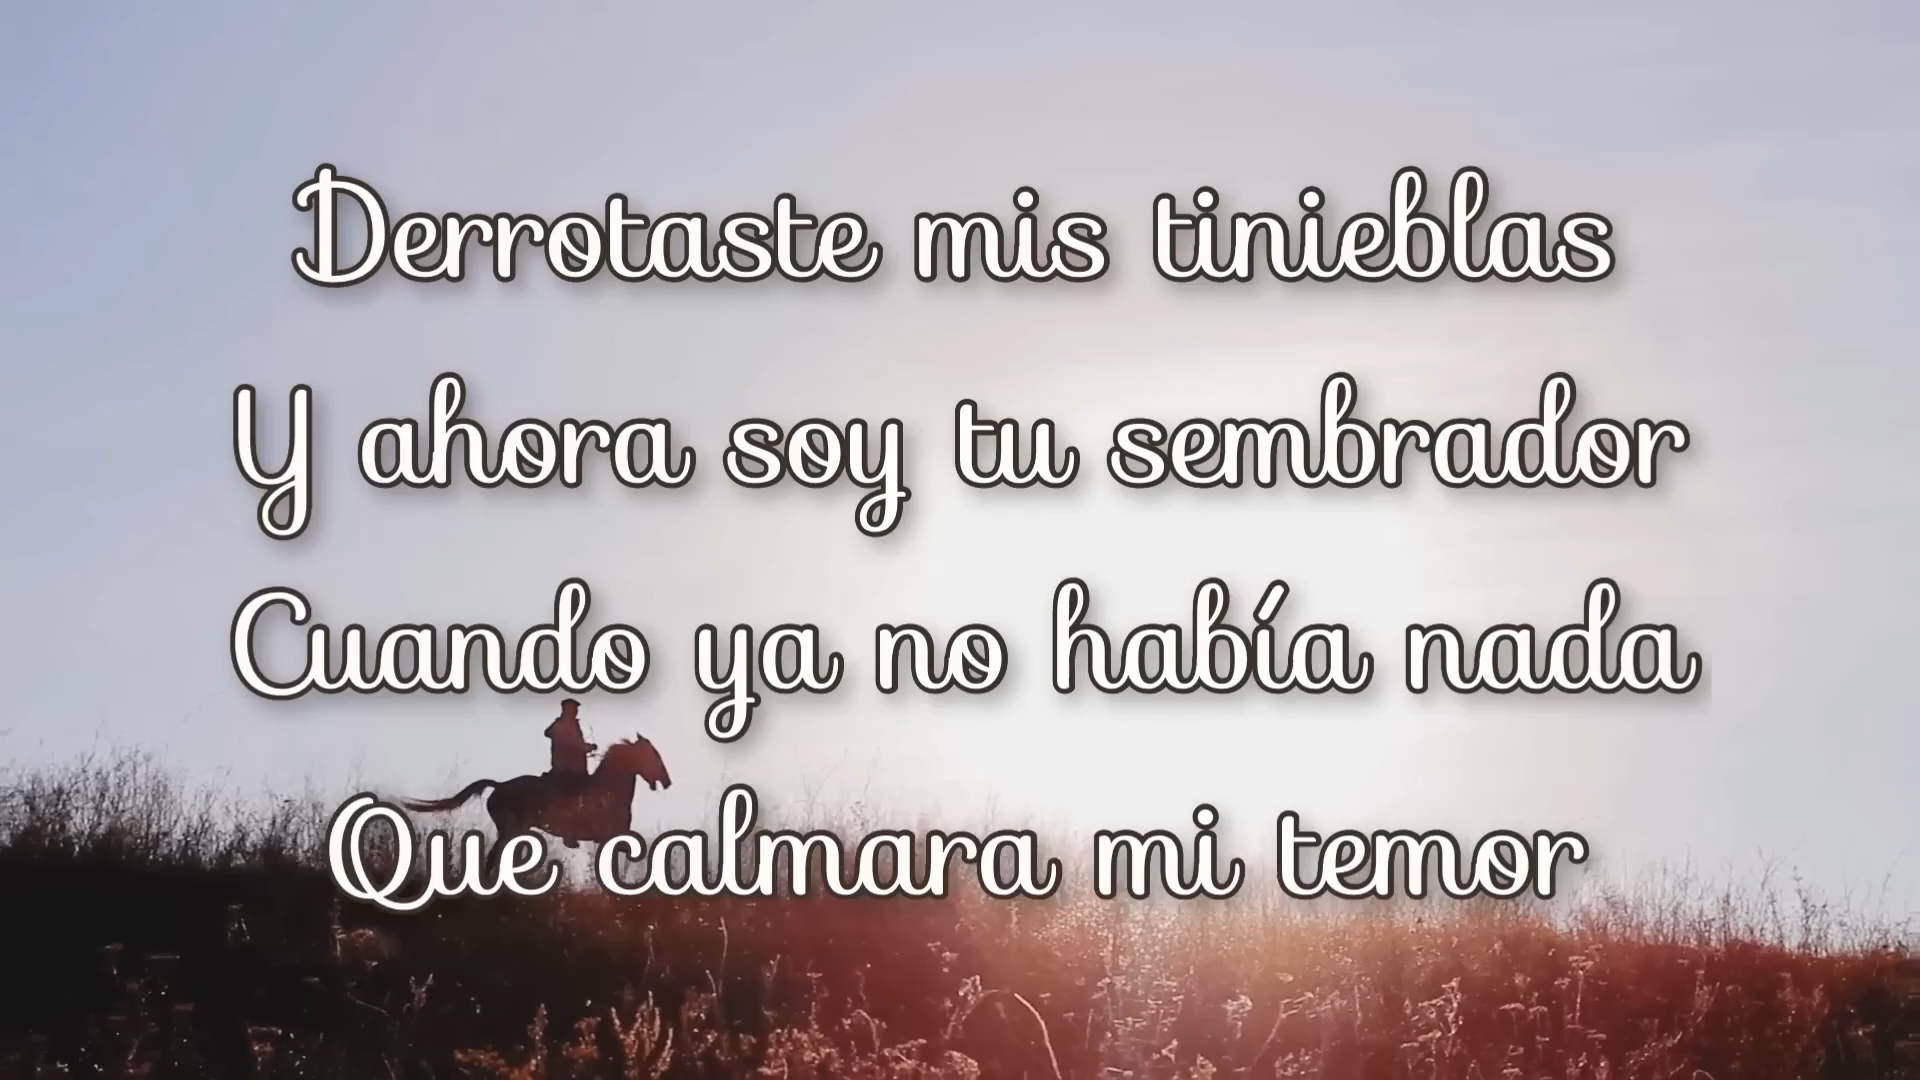 Derrotaste mis tinieblas
Y ahora soy tu sembrador
Cuando ya no había nada
Que calmara mi temor